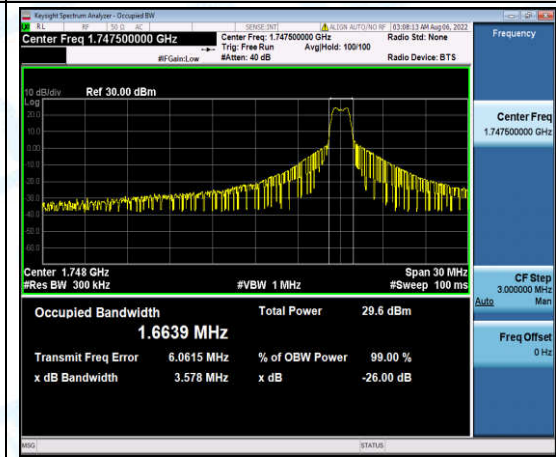 Keysight Spectrum Analyzer - Occupied BW
RL RF 50 Ω AC SENSE:INT ALIGN AUTO/NO RF 03:08:13 AM Aug 06, 2022
Center Freq 1.747500000 GHz Center Freq: 1.747500000 GHz Radio Std: None
Trig: Free Run Avg|Hold: 100/100
#IFGain:Low #Atten: 40 dB Radio Device: BTS
10 dB/div Ref 30.00 dBm
Log
20.0
10.0
0.00
-10.0
-20.0
-30.0
-40.0
-50.0
-60.0
Center 1.748 GHz Span 30 MHz
#Res BW 300 kHz #VBW 1 MHz #Sweep 100 ms
Occupied Bandwidth Total Power 29.6 dBm
1.6639 MHz
Transmit Freq Error 6.0615 MHz % of OBW Power 99.00 %
x dB Bandwidth 3.578 MHz x dB -26.00 dB
MSG STATUS
Frequency
Center Freq
1.747500000 GHz
CF Step
3.000000 MHz
Auto Man
Freq Offset
0 Hz